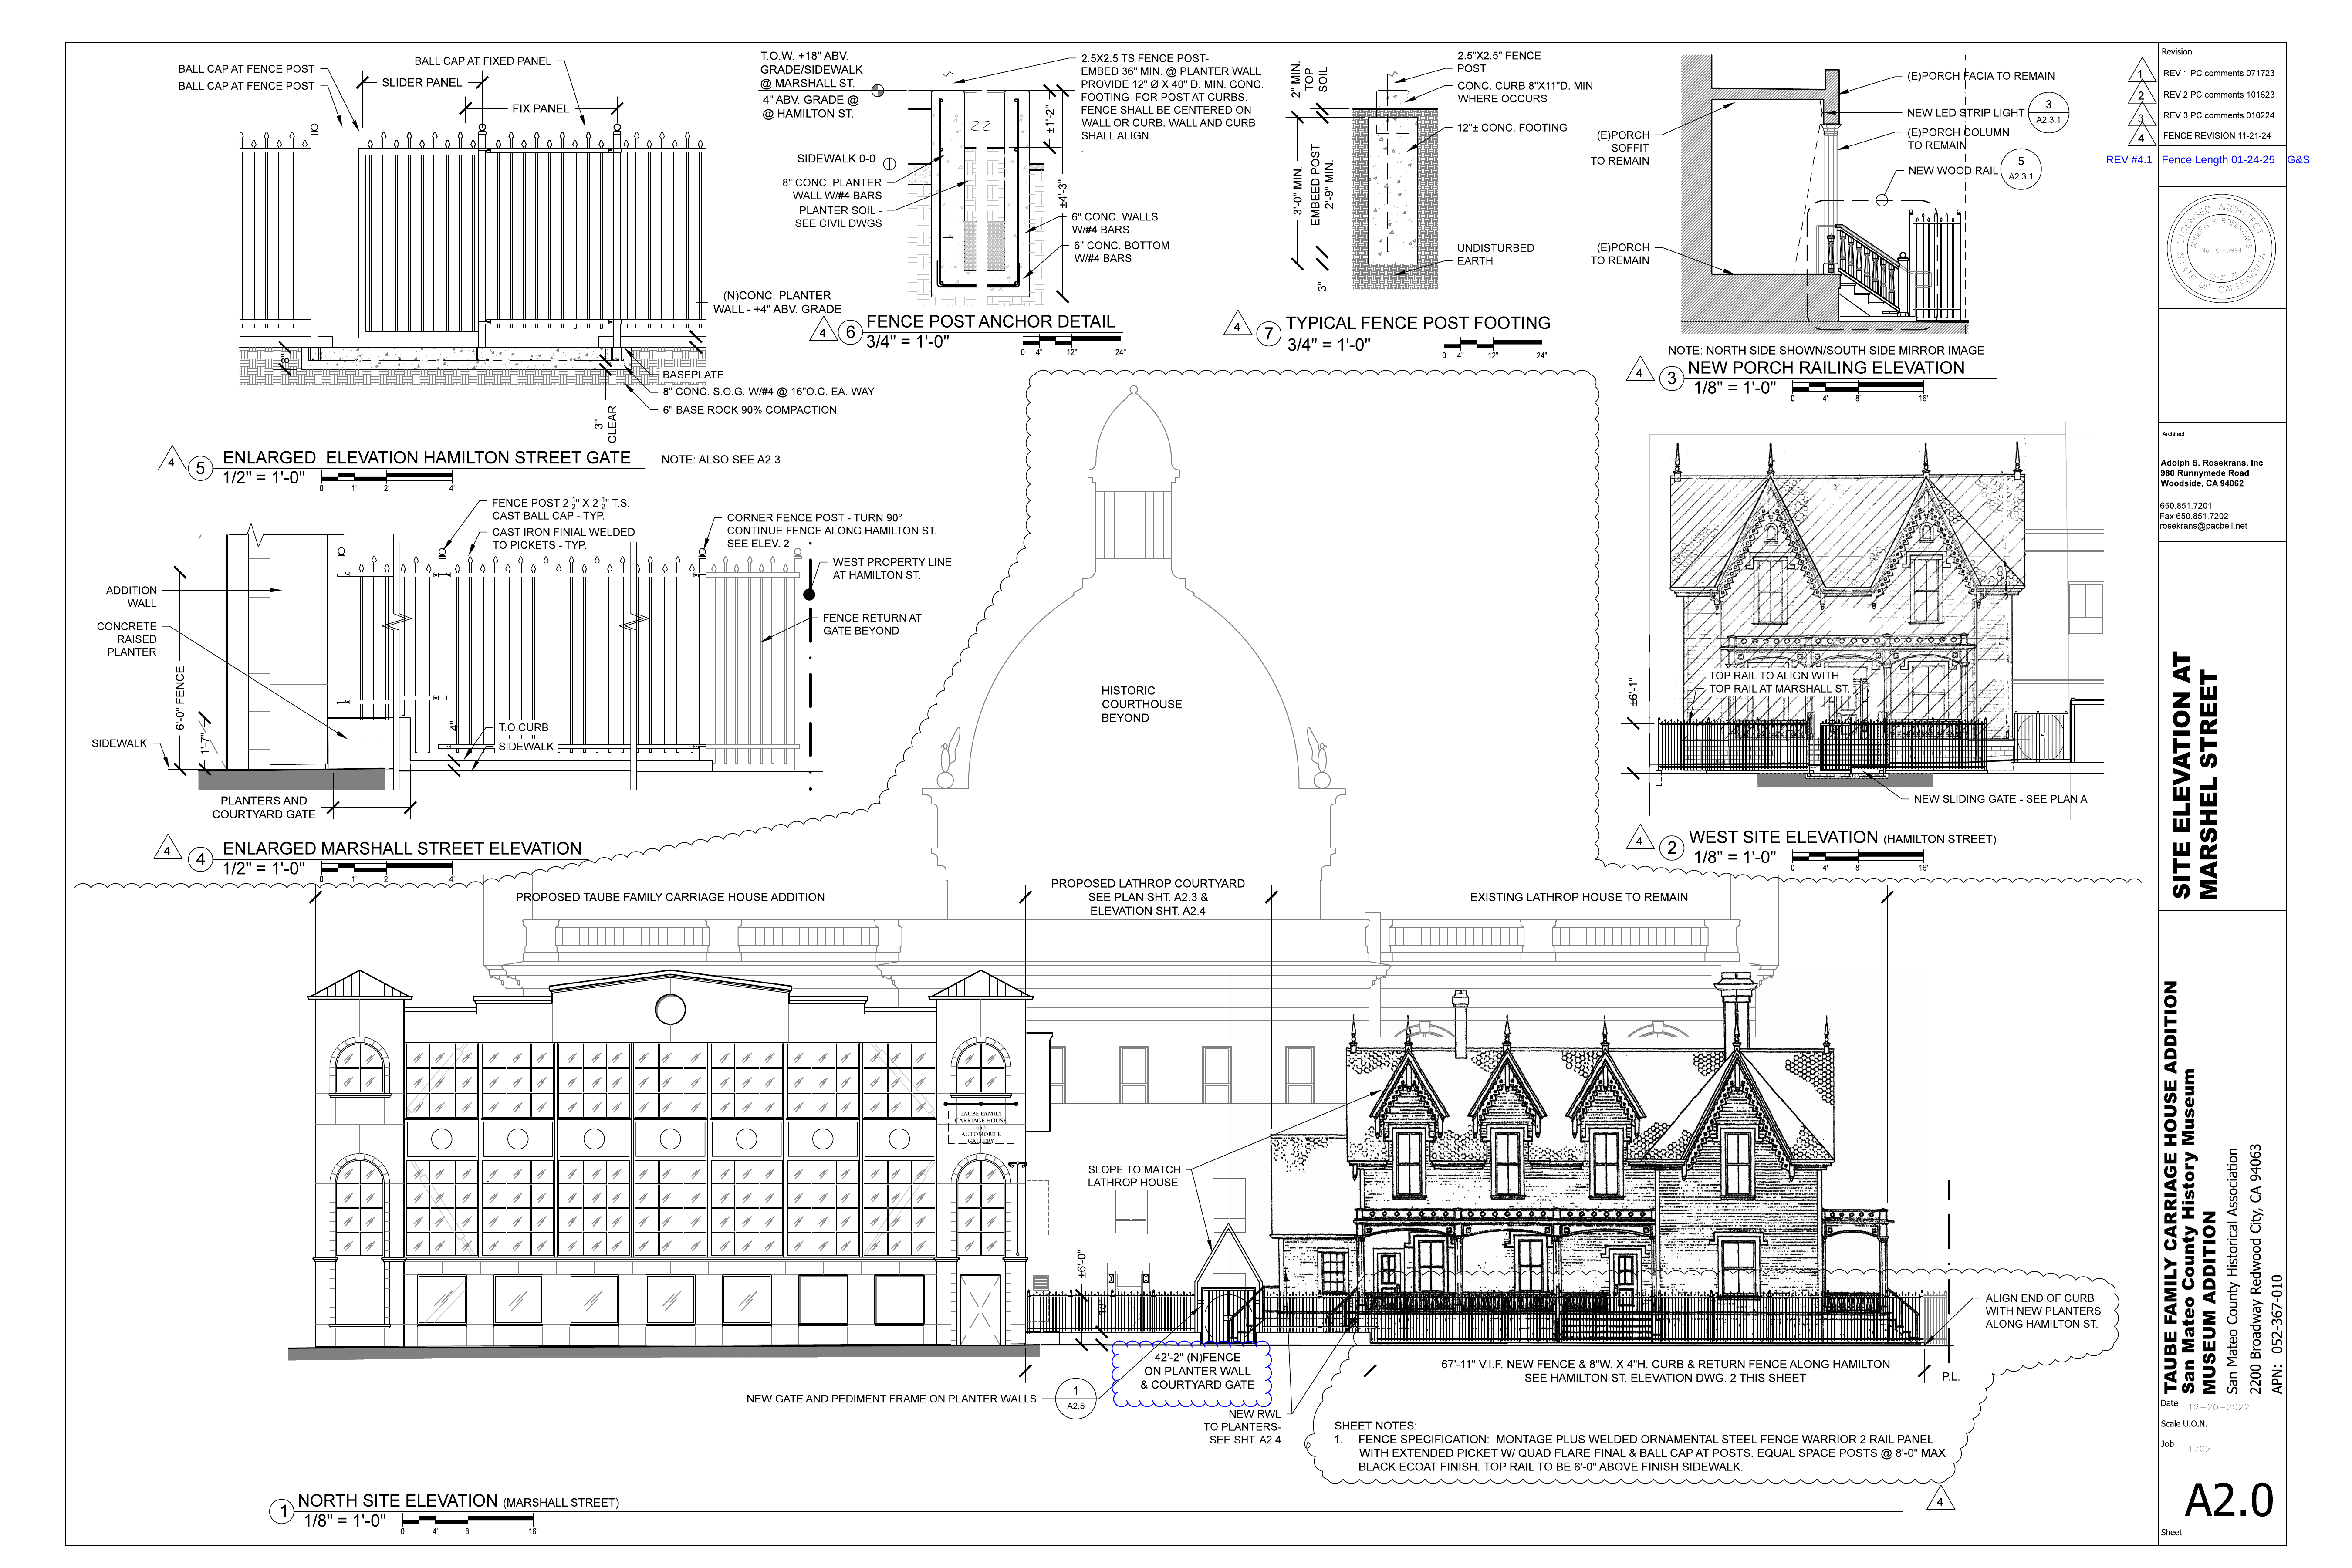 BALL CAP AT FENCE POST
BALL CAP AT FENCE POST
SLIDER PANEL
BALL CAP AT FIXED PANEL
FIX PANEL
(N)CONC. PLANTER
WALL - +4" ABV. GRADE
8"
BASEPLATE
8" CONC. S.O.G. W/#4 @ 16"O.C. EA. WAY
6" BASE ROCK 90% COMPACTION
3"
CLEAR
4
5
ENLARGED ELEVATION HAMILTON STREET GATE
NOTE: ALSO SEE A2.3
1/2" = 1'-0"
0 1' 2' 4'
T.O.W. +18" ABV.
GRADE/SIDEWALK
@ MARSHALL ST.
4" ABV. GRADE @
@ HAMILTON ST.
SIDEWALK 0-0
8" CONC. PLANTER
WALL W/#4 BARS
PLANTER SOIL -
SEE CIVIL DWGS
2.5X2.5 TS FENCE POST-
EMBED 36" MIN. @ PLANTER WALL
PROVIDE 12" Ø X 40" D. MIN. CONC.
FOOTING FOR POST AT CURBS.
FENCE SHALL BE CENTERED ON
WALL OR CURB. WALL AND CURB
SHALL ALIGN.
±1'-2"
±4'-3"
6" CONC. WALLS
W/#4 BARS
6" CONC. BOTTOM
W/#4 BARS
4
6
FENCE POST ANCHOR DETAIL
3/4" = 1'-0"
0 4" 12" 24"
2" MIN.
TOP
SOIL
3'-0" MIN.
EMBED POST
2'-9" MIN.
3"
2.5"X2.5" FENCE
POST
CONC. CURB 8"X11"D. MIN
WHERE OCCURS
12"± CONC. FOOTING
UNDISTURBED
EARTH
4
7
TYPICAL FENCE POST FOOTING
3/4" = 1'-0"
0 4" 12" 24"
(E)PORCH FACIA TO REMAIN
NEW LED STRIP LIGHT
3
A2.3.1
(E)PORCH COLUMN
TO REMAIN
5
A2.3.1
NEW WOOD RAIL
(E)PORCH
SOFFIT
TO REMAIN
(E)PORCH
TO REMAIN
NOTE: NORTH SIDE SHOWN/SOUTH SIDE MIRROR IMAGE
4
3
NEW PORCH RAILING ELEVATION
1/8" = 1'-0"
0 4' 8' 16'
FENCE POST 2 1/2" X 2 1/2" T.S.
CAST BALL CAP - TYP.
CAST IRON FINIAL WELDED
TO PICKETS - TYP.
CORNER FENCE POST - TURN 90°
CONTINUE FENCE ALONG HAMILTON ST.
SEE ELEV. 2
WEST PROPERTY LINE
AT HAMILTON ST.
FENCE RETURN AT
GATE BEYOND
ADDITION
WALL
CONCRETE
RAISED
PLANTER
6'-0" FENCE
1'-7"
SIDEWALK
4"
T.O.CURB
SIDEWALK
PLANTERS AND
COURTYARD GATE
4
4
ENLARGED MARSHALL STREET ELEVATION
1/2" = 1'-0"
0 1' 2' 4'
HISTORIC
COURTHOUSE
BEYOND
±6'-1"
TOP RAIL TO ALIGN WITH
TOP RAIL AT MARSHALL ST.
NEW SLIDING GATE - SEE PLAN A
4
2
WEST SITE ELEVATION (HAMILTON STREET)
1/8" = 1'-0"
0 4' 8' 16'
PROPOSED TAUBE FAMILY CARRIAGE HOUSE ADDITION
PROPOSED LATHROP COURTYARD
SEE PLAN SHT. A2.3 &
ELEVATION SHT. A2.4
EXISTING LATHROP HOUSE TO REMAIN
TAUBE FAMILY
CARRIAGE HOUSE
and
AUTOMOBILE
GALLERY
SLOPE TO MATCH
LATHROP HOUSE
±6'-0"
ALIGN END OF CURB
WITH NEW PLANTERS
ALONG HAMILTON ST.
42'-2" (N)FENCE
ON PLANTER WALL
& COURTYARD GATE
67'-11" V.I.F. NEW FENCE & 8"W. X 4"H. CURB & RETURN FENCE ALONG HAMILTON
SEE HAMILTON ST. ELEVATION DWG. 2 THIS SHEET
P.L.
NEW GATE AND PEDIMENT FRAME ON PLANTER WALLS
1
A2.5
NEW RWL
TO PLANTERS-
SEE SHT. A2.4
SHEET NOTES:
1. FENCE SPECIFICATION: MONTAGE PLUS WELDED ORNAMENTAL STEEL FENCE WARRIOR 2 RAIL PANEL
WITH EXTENDED PICKET W/ QUAD FLARE FINAL & BALL CAP AT POSTS. EQUAL SPACE POSTS @ 8'-0" MAX
BLACK ECOAT FINISH. TOP RAIL TO BE 6'-0" ABOVE FINISH SIDEWALK.
4
1
NORTH SITE ELEVATION (MARSHALL STREET)
1/8" = 1'-0"
0 4' 8' 16'
Revision
1 REV 1 PC comments 071723
2 REV 2 PC comments 101623
3 REV 3 PC comments 010224
4 FENCE REVISION 11-21-24
REV #4.1 Fence Length 01-24-25 G&S
LICENSED ARCHITECT
ADOLPH S. ROSEKRANS
No. C-3984
12-31-25
STATE OF CALIFORNIA
Architect
Adolph S. Rosekrans, Inc
980 Runnymede Road
Woodside, CA 94062
650.851.7201
Fax 650.851.7202
rosekrans@pacbell.net
SITE ELEVATION AT
MARSHEL STREET
TAUBE FAMILY CARRIAGE HOUSE ADDITION
San Mateo County History Museum
MUSEUM ADDITION
San Mateo County Historical Association
2200 Broadway Redwood City, CA 94063
APN: 052-367-010
Date 12-20-2022
Scale U.O.N.
Job 1702
A2.0
Sheet